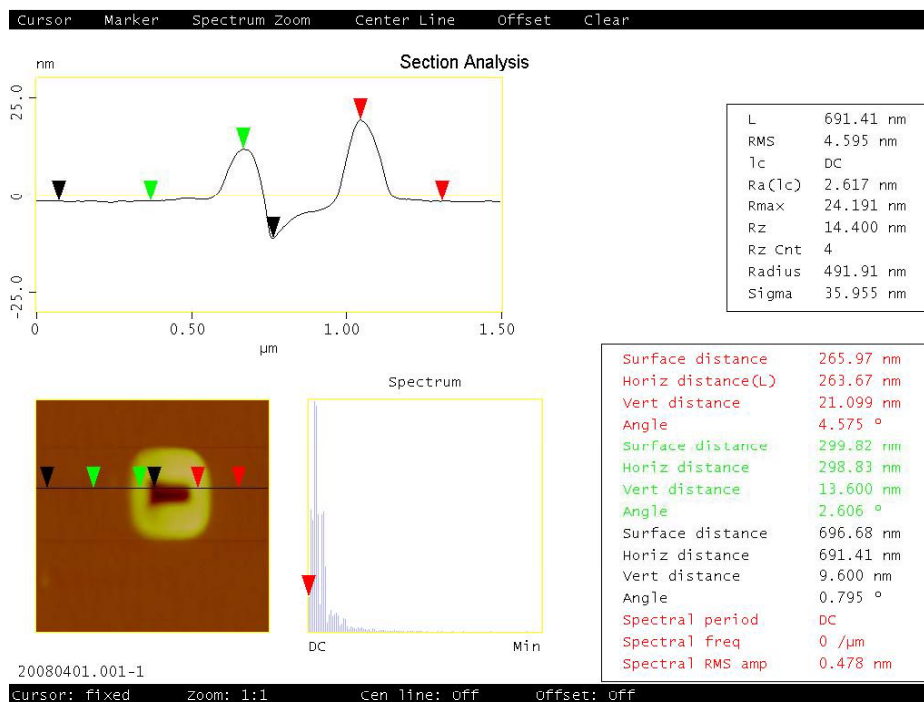 Cursor Marker Spectrum Zoom Center Line Offset Clear
Section Analysis
nm
25.0
0
-25.0
0 0.50 1.00 1.50
µm
L 691.41 nm
RMS 4.595 nm
lc DC
Ra(lc) 2.617 nm
Rmax 24.191 nm
Rz 14.400 nm
Rz Cnt 4
Radius 491.91 nm
Sigma 35.955 nm
Surface distance 265.97 nm
Horiz distance(L) 263.67 nm
Vert distance 21.099 nm
Angle 4.575 º
Surface distance 299.82 nm
Horiz distance 298.83 nm
Vert distance 13.600 nm
Angle 2.606 º
Surface distance 696.68 nm
Horiz distance 691.41 nm
Vert distance 9.600 nm
Angle 0.795 º
Spectral period DC
Spectral freq 0 /µm
Spectral RMS amp 0.478 nm
Spectrum
DC Min
20080401.001-1
Cursor: fixed Zoom: 1:1 Cen line: Off Offset: Off